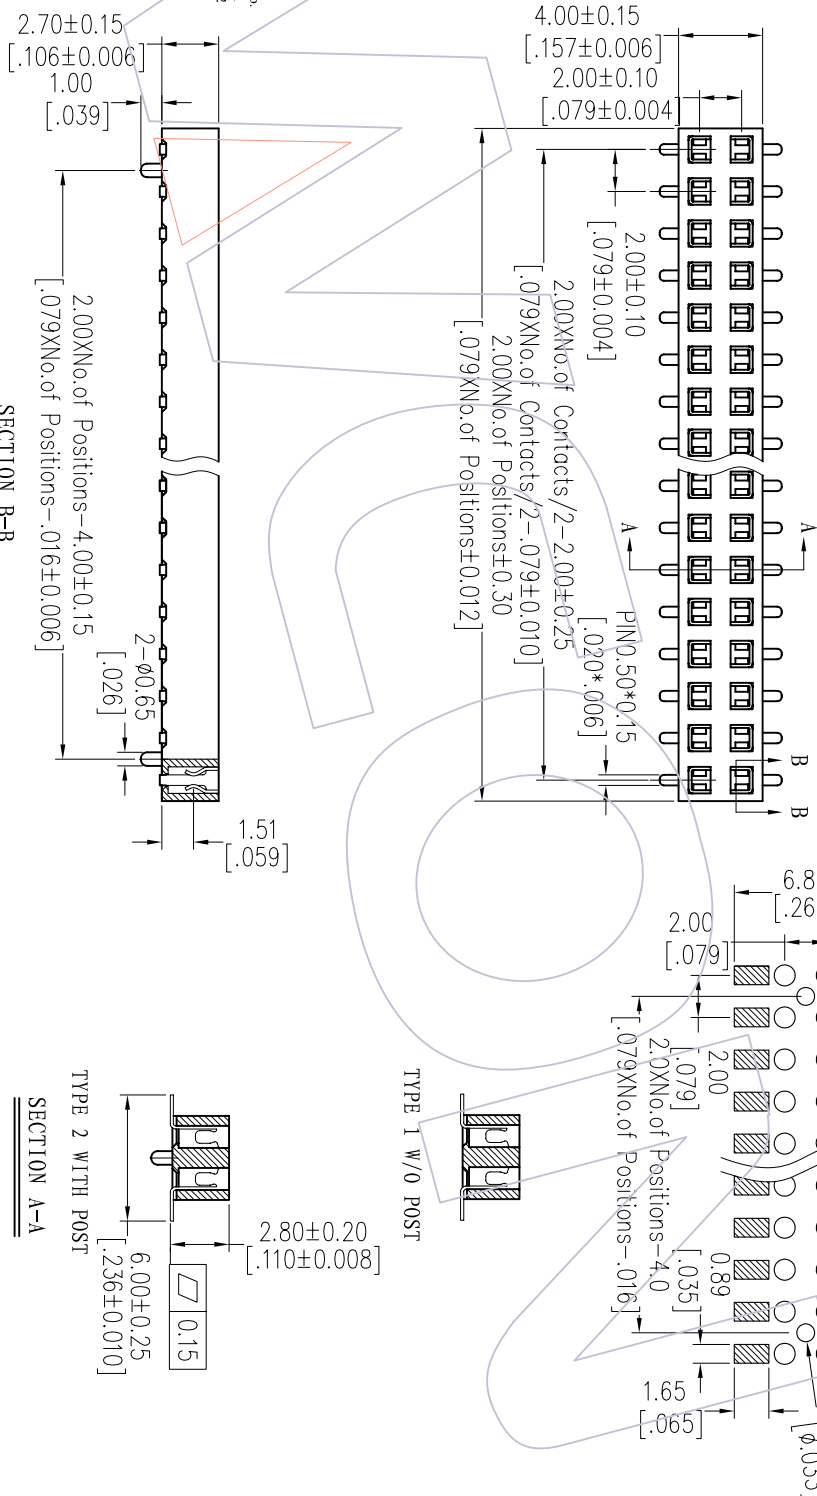 2.70±0.15
[.106±0.006]
1.00
[.039]
4.00±0.15
[.157±0.006]
2.00±0.10
[.079±0.004]
2.00±0.10
[.079±0.004]
2.00XNo.of Contacts/2-2.00±0.25
[.079XNo.of Contacts/2-.079±0.010]
2.00XNo.of Positions±0.30
[.079XNo.of Positions±0.012]
PIN0.50*0.15
[.020*.006]
A
A
B
B
2.00XNo.of Positions-4.00±0.15
[.079XNo.of Positions-.016±0.006]
2-ø0.65
[.026]
1.51
[.059]
SECTION B-B
6.8
[.26
2.00
[.079]
2.00
[.079]
2.0XNo.of Positions-4.0
[.079XNo.of Positions-.016]
0.89
[.035]
1.65
[.065]
TYPE 1 W/O POST
TYPE 2 WITH POST
2.80±0.20
[.110±0.008]
6.00±0.25
[.236±0.010]
0.15
SECTION A-A